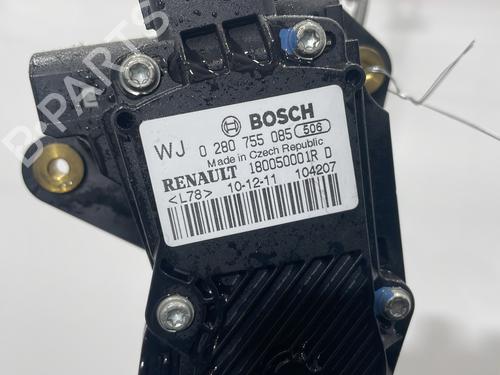 BOSCH
WJ 0 280 755 085 506
Made in Czech Republic
RENAULT 180050001R D
<L78> 10-12-11 104207
B-PARTS